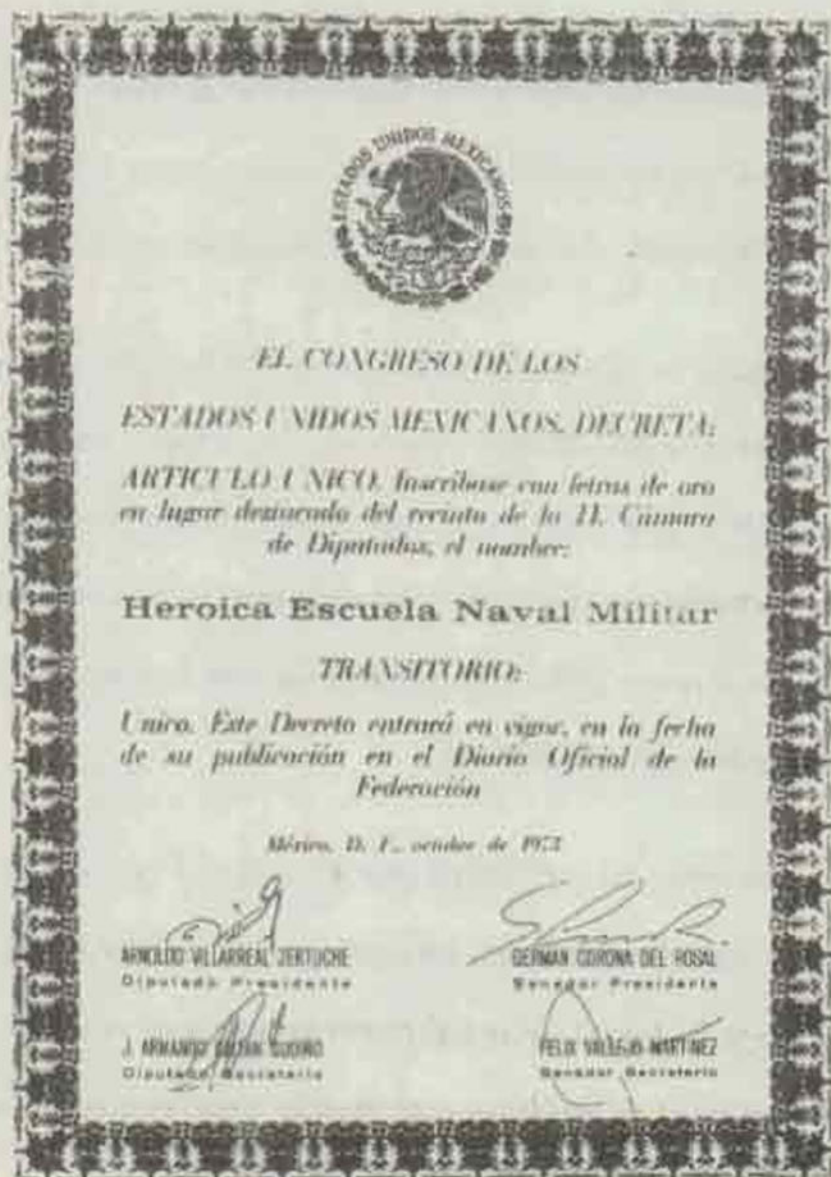 ESTADOS UNIDOS MEXICANOS
EL CONGRESO DE LOS
ESTADOS UNIDOS MEXICANOS, DECRETA:
ARTICULO UNICO. Inscríbase con letras de oro
en lugar destacado del recinto de la H. Cámara
de Diputados, el nombre:
Heroica Escuela Naval Militar
TRANSITORIO:
Unico. Este Decreto entrará en vigor, en la fecha
de su publicación en el Diario Oficial de la
Federación
México, D. F., octubre de 1973
ARNOLDO VILLARREAL ZERTUCHE
Diputado Presidente
GERMAN CORONA DEL ROSAL
Senador Presidente
J. ARMANDO GUDIÑO
Diputado Secretario
FELIX VALLEJO MARTINEZ
Senador Secretario